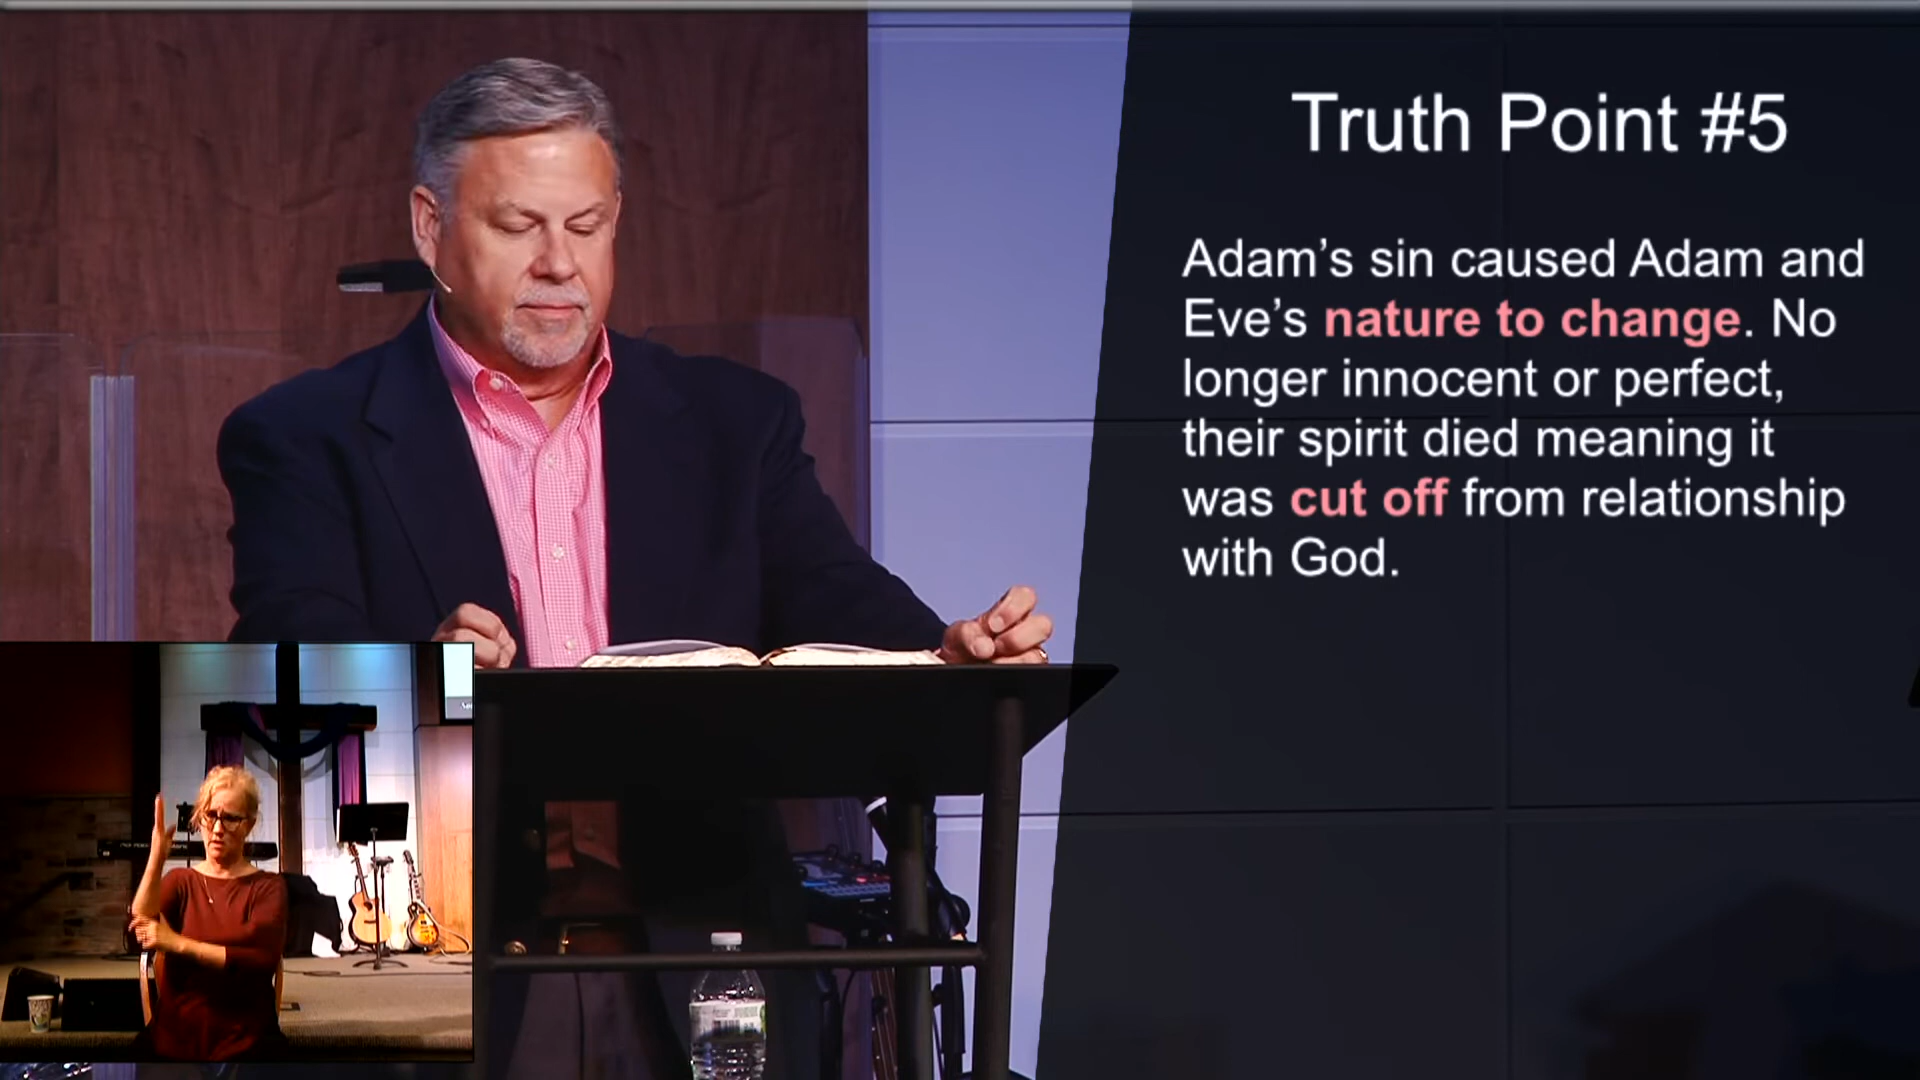 Truth Point #5
Adam’s sin caused Adam and
Eve’s nature to change. No
longer innocent or perfect,
their spirit died meaning it
was cut off from relationship
with God.